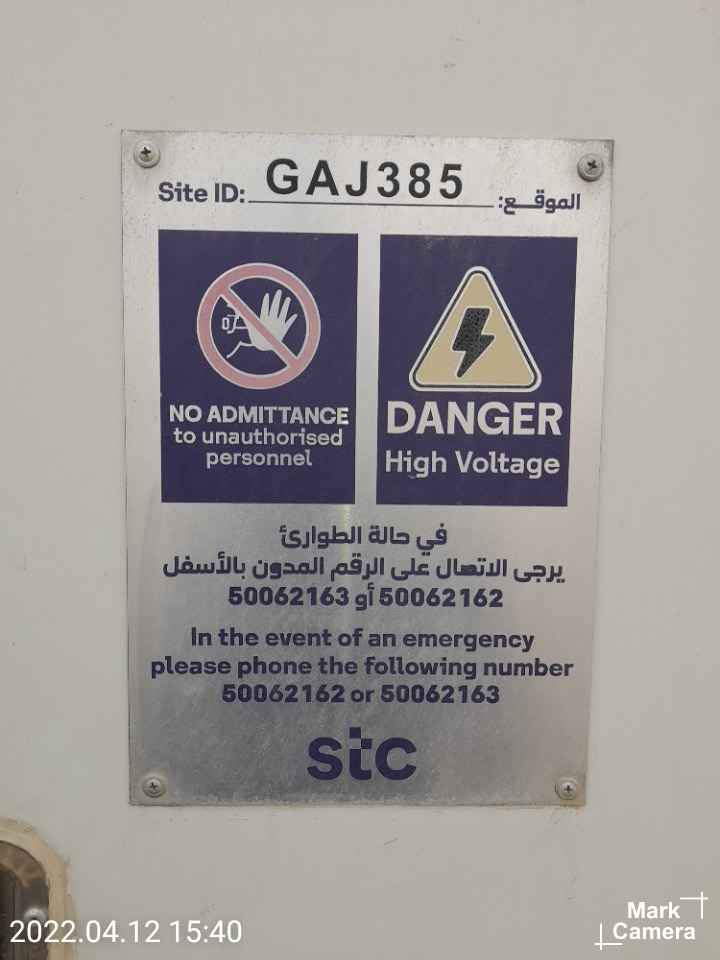 Site ID: GAJ385 الموقــع:
NO ADMITTANCE
to unauthorised
personnel
DANGER
High Voltage
في حالة الطوارئ
يرجى الاتصال على الرقم المدون بالأسفل
50062162 أو 50062163
In the event of an emergency
please phone the following number
50062162 or 50062163
stc
2022.04.12 15:40
Mark
Camera